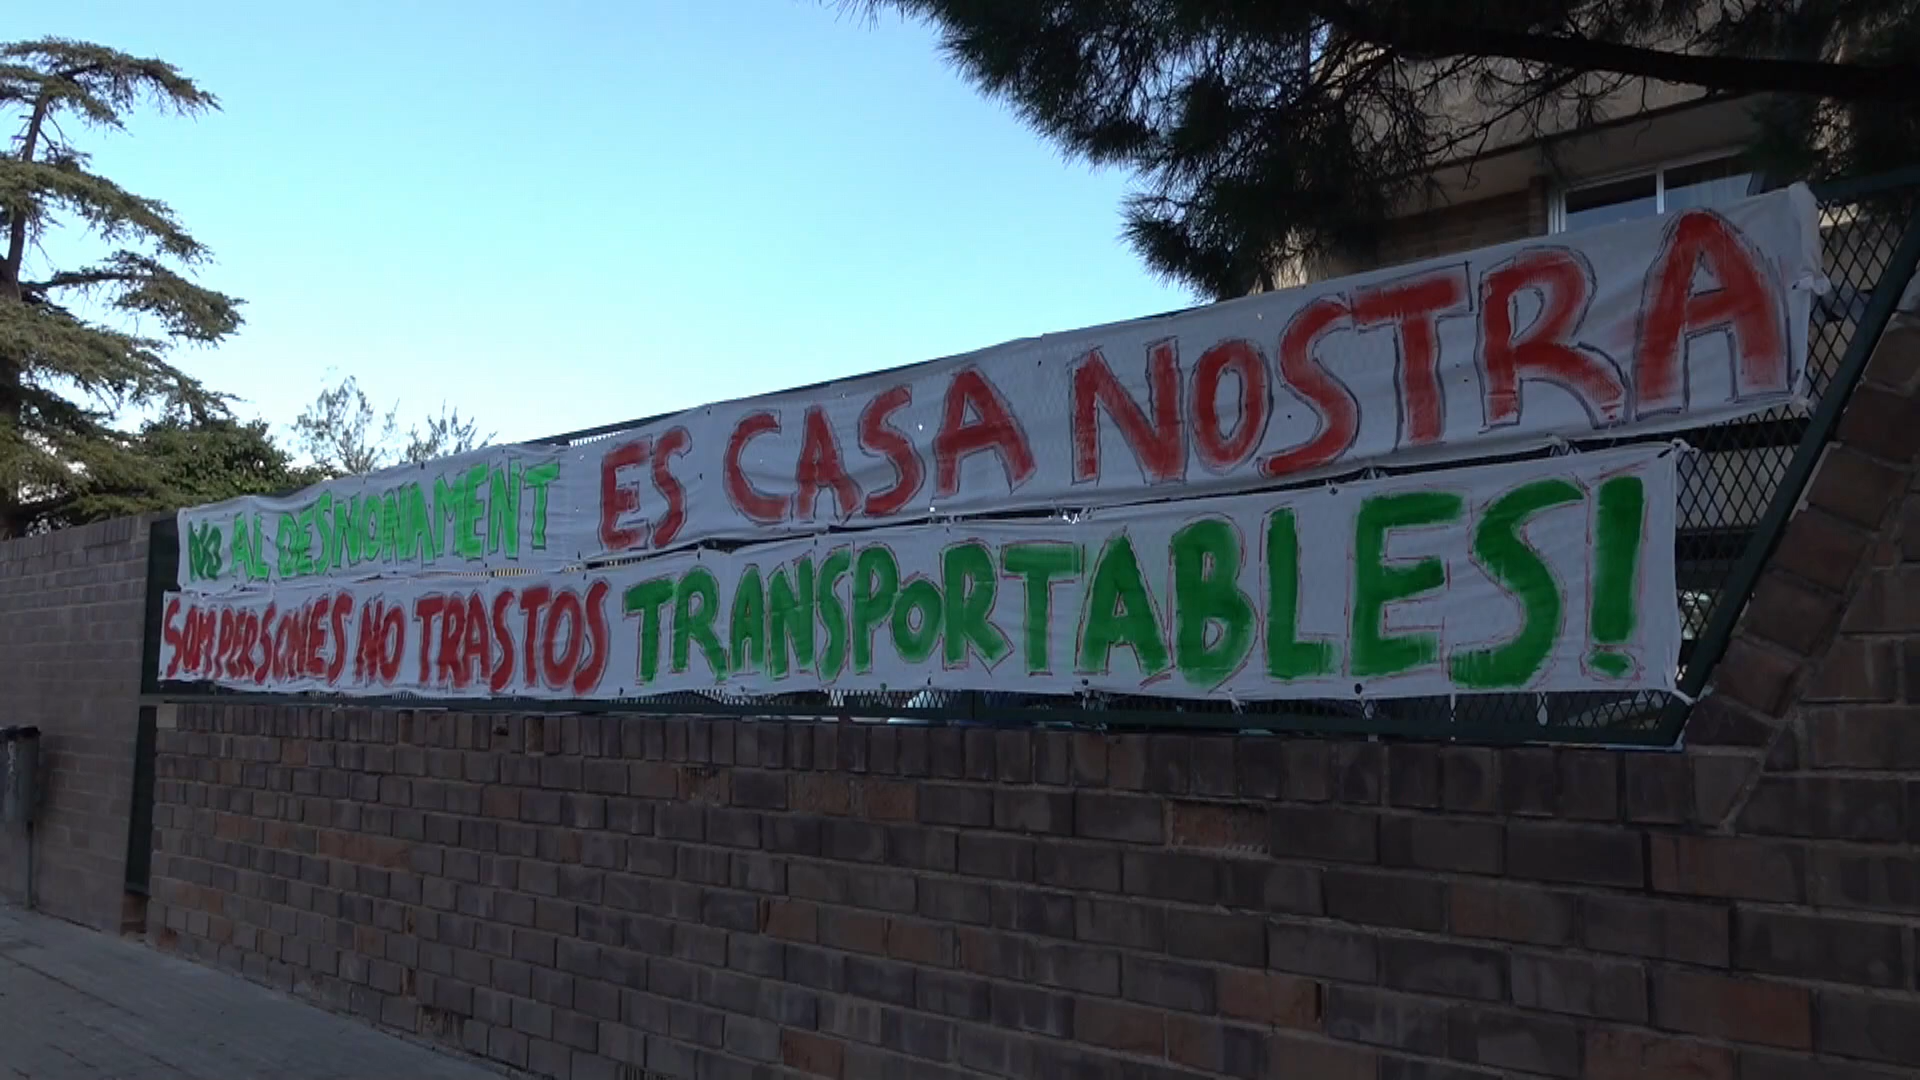 NO AL DESNONAMENT ES CASA NOSTRA
SOM PERSONES NO TRASTOS TRANSPORTABLES!